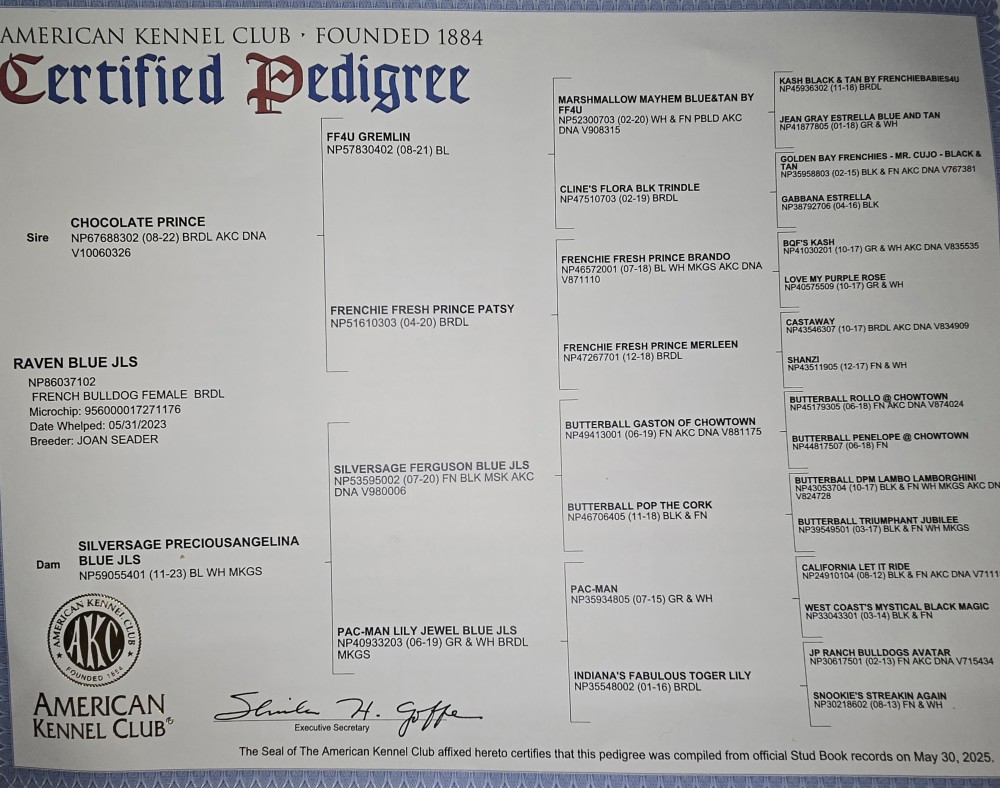 AMERICAN KENNEL CLUB • FOUNDED 1884
Certified Pedigree
Sire
CHOCOLATE PRINCE
NP67688302 (08-22) BRDL AKC DNA
V10060326
RAVEN BLUE JLS
NP86037102
FRENCH BULLDOG FEMALE BRDL
Microchip: 956000017271176
Date Whelped: 05/31/2023
Breeder: JOAN SEADER
Dam
SILVERSAGE PRECIOUSANGELINA
BLUE JLS
NP59055401 (11-23) BL WH MKGS
FF4U GREMLIN
NP57830402 (08-21) BL
FRENCHIE FRESH PRINCE PATSY
NP51610303 (04-20) BRDL
SILVERSAGE FERGUSON BLUE JLS
NP53595002 (07-20) FN BLK MSK AKC
DNA V980006
PAC-MAN LILY JEWEL BLUE JLS
NP40933203 (06-19) GR & WH BRDL
MKGS
MARSHMALLOW MAYHEM BLUE&TAN BY
FF4U
NP52300703 (02-20) WH & FN PBLD AKC
DNA V908315
CLINE'S FLORA BLK TRINDLE
NP47510703 (02-19) BRDL
FRENCHIE FRESH PRINCE BRANDO
NP46572001 (07-18) BL WH MKGS AKC DNA
V871110
FRENCHIE FRESH PRINCE MERLEEN
NP47267701 (12-18) BRDL
BUTTERBALL GASTON OF CHOWTOWN
NP49413001 (06-19) FN AKC DNA V881175
BUTTERBALL POP THE CORK
NP46706405 (11-18) BLK & FN
PAC-MAN
NP35934805 (07-15) GR & WH
INDIANA'S FABULOUS TOGER LILY
NP35548002 (01-16) BRDL
KASH BLACK & TAN BY FRENCHIEBABIES4U
NP45936302 (11-18) BRDL
JEAN GRAY ESTRELLA BLUE AND TAN
NP41877805 (01-18) GR & WH
GOLDEN BAY FRENCHIES - MR. CUJO - BLACK &
TAN
NP35958803 (02-15) BLK & FN AKC DNA V767381
GABBANA ESTRELLA
NP38792706 (04-16) BLK
BQF'S KASH
NP41030201 (10-17) GR & WH AKC DNA V835535
LOVE MY PURPLE ROSE
NP40575509 (10-17) GR & WH
CASTAWAY
NP43546307 (10-17) BRDL AKC DNA V834909
SHANZI
NP43511905 (12-17) FN & WH
BUTTERBALL ROLLO @ CHOWTOWN
NP45179305 (06-18) FN AKC DNA V874024
BUTTERBALL PENELOPE @ CHOWTOWN
NP44817507 (06-18) FN
BUTTERBALL DPM LAMBO LAMBORGHINI
NP43053704 (10-17) BLK & FN WH MKGS AKC DN
V824728
BUTTERBALL TRIUMPHANT JUBILEE
NP39549501 (03-17) BLK & FN WH MKGS
CALIFORNIA LET IT RIDE
NP24910104 (08-12) BLK & FN AKC DNA V7111
WEST COAST'S MYSTICAL BLACK MAGIC
NP33043301 (03-14) BLK & FN
JP RANCH BULLDOGS AVATAR
NP30617501 (02-13) FN AKC DNA V715434
SNOOKIE'S STREAKIN AGAIN
NP30218602 (08-13) FN & WH
AMERICAN KENNEL CLUB
AKC
FOUNDED 1884
AMERICAN
KENNEL CLUB®
Executive Secretary
The Seal of The American Kennel Club affixed hereto certifies that this pedigree was compiled from official Stud Book records on May 30, 2025.